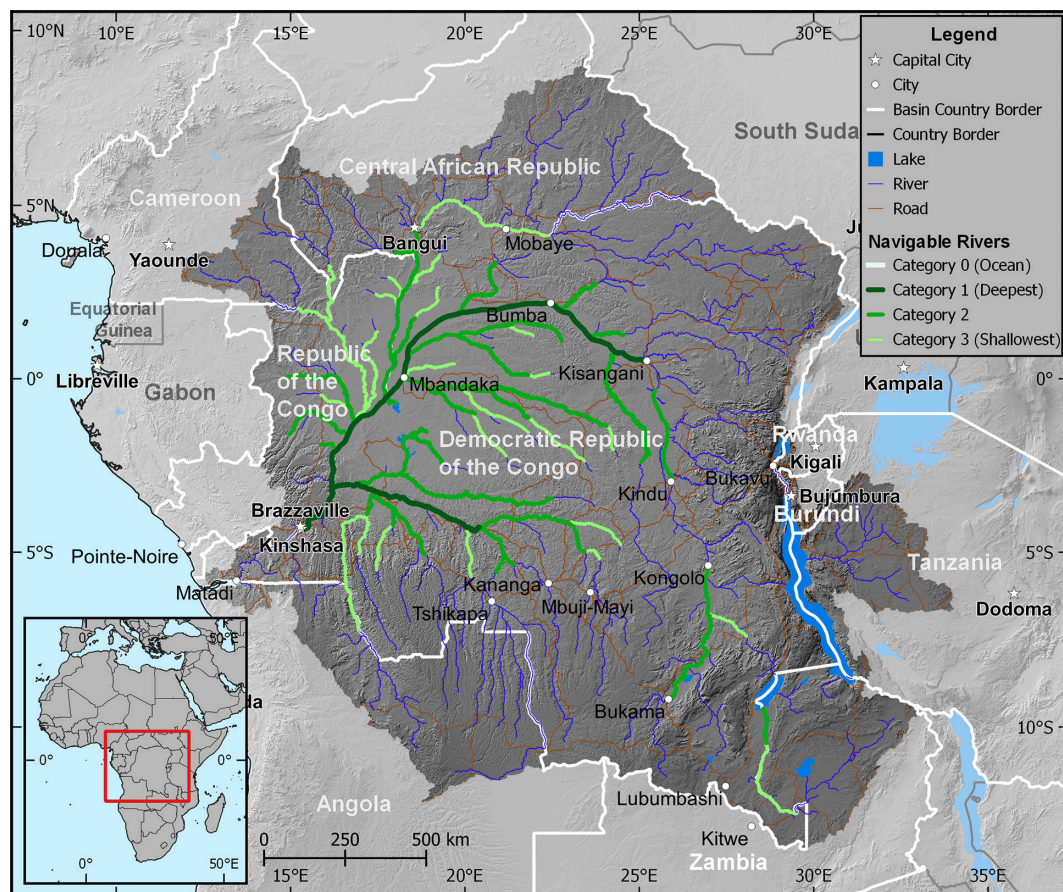 10°N
15°E
20°E
25°E
30°E
Legend
Capital City
City
Basin Country Border
Country Border
Lake
River
Road
Navigable Rivers
Category 0 (Ocean)
Category 1 (Deepest)
Category 2
Category 3 (Shallowest)
South Suda
Central African Republic
Cameroon
5°N
Bangui
Mobaye
Ju
Douala
Yaounde
Equatorial
Guinea
Bumba
U
Republic
of the
Congo
Kisangani
Libreville
Gabon
0°
Mbandaka
0°
Kampala
Democratic Republic
of the Congo
Rwanda
Kigali
Kindu
Bukavu
Bujumbura
Burundi
Brazzaville
Kinshasa
Pointe-Noire
5°S
5°S
Tanzania
Matadi
Kananga
Kongolo
Tshikapa
Mbuji-Mayi
Dodoma
50°E
0°
da
Bukama
10°S
0°
0°
Angola
Lubumbashi
Kitwe
Zambia
0
250
500 km
0°
50°E
15°E
20°E
25°E
30°E
35°E